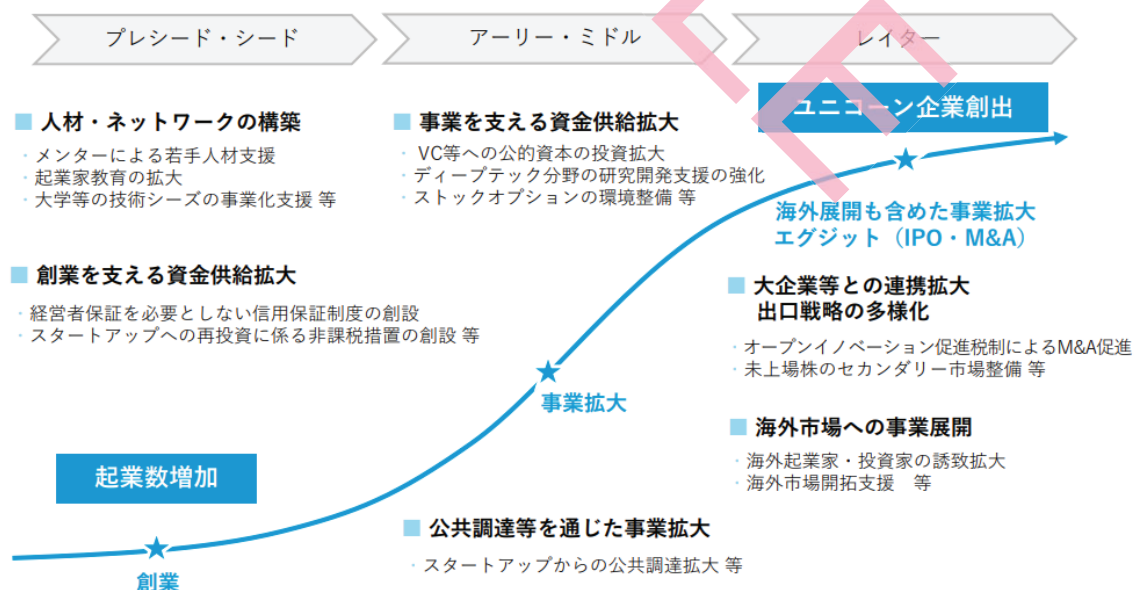 プレシード・シード
アーリー・ミドル
レイター
■ 人材・ネットワークの構築
・メンターによる若手人材支援
・起業家教育の拡大
・大学等の技術シーズの事業化支援 等
■ 創業を支える資金供給拡大
・経営者保証を必要としない信用保証制度の創設
・スタートアップへの再投資に係る非課税措置の創設 等
起業数増加
創業
■ 事業を支える資金供給拡大
・VC等への公的資本の投資拡大
・ディープテック分野の研究開発支援の強化
・ストックオプションの環境整備 等
事業拡大
■ 公共調達等を通じた事業拡大
・スタートアップからの公共調達拡大 等
ユニコーン企業創出
海外展開も含めた事業拡大
エグジット（IPO・M&A）
■ 大企業等との連携拡大
出口戦略の多様化
・オープンイノベーション促進税制によるM&A促進
・未上場株のセカンダリー市場整備 等
■ 海外市場への事業展開
・海外起業家・投資家の誘致拡大
・海外市場開拓支援　等